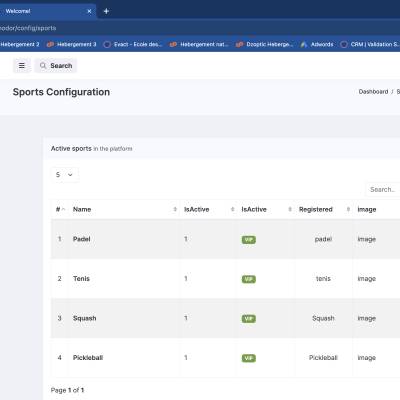 Welcome! × +
nodor/config/sports
Hebergement 2 Hebergement 3 Evact - Ecole des... Hebergement nat... Dzoptic Heberge... Adwords CRM | Validation S...
☰ Search
Sports Configuration Dashboard / S
Active sports in the platform
5
Search..
# Name IsActive IsActive Registered image
1 Padel 1 VIP padel image
2 Tenis 1 VIP tenis image
3 Squash 1 VIP Squash image
4 Pickleball 1 VIP Pickleball image
Page 1 of 1